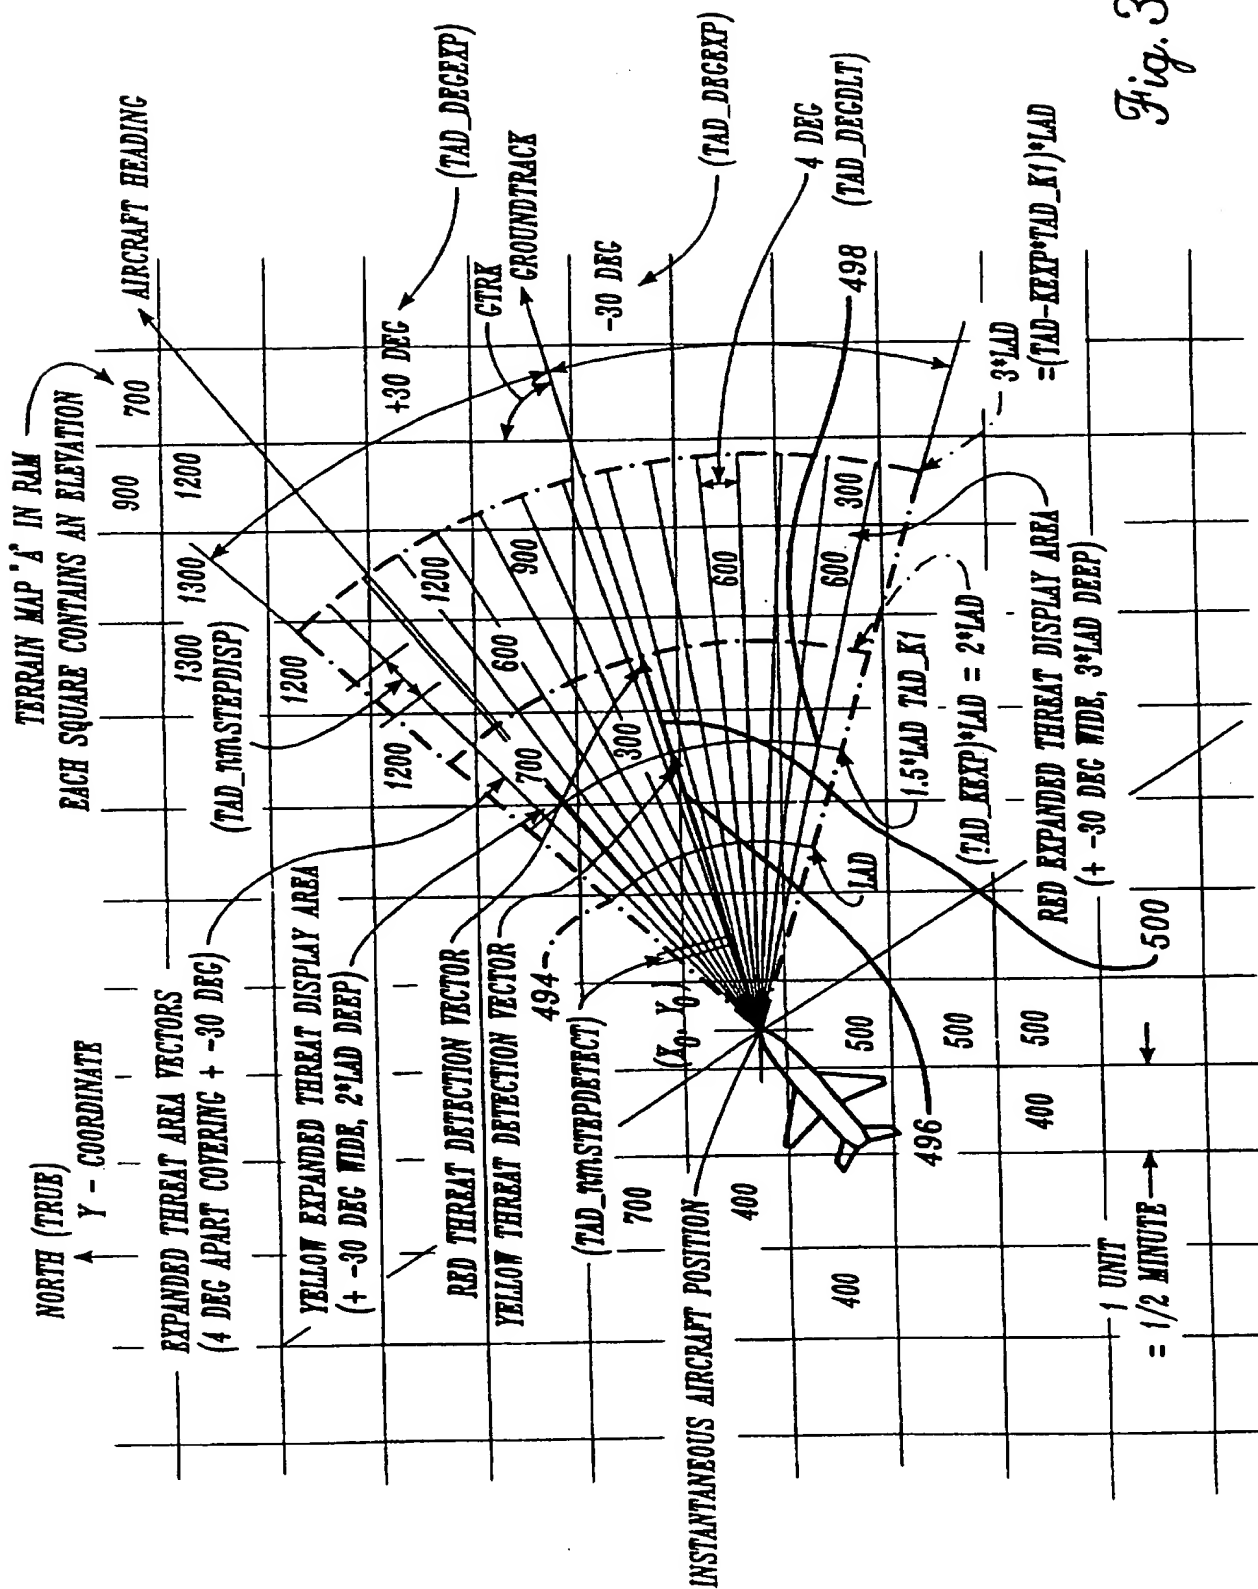 NORTH (TRUE)
Y - COORDINATE
TERRAIN MAP "A" IN RAM
EACH SQUARE CONTAINS AN ELEVATION
EXPANDED THREAT AREA VECTORS
(4 DEG APART COVERING + -30 DEG)
YELLOW EXPANDED THREAT DISPLAY AREA
(+ -30 DEG WIDE, 2*LAD DEEP)
RED THREAT DETECTION VECTOR
YELLOW THREAT DETECTION VECTOR
494
(TAD_nmSTEPDETECT)
(TAD_nmSTEPDISP)
AIRCRAFT HEADING
900
700
1300
1300
1200
1200
1200
1200
700
600
900
300
600
600
300
+30 DEG
(TAD_DEGEXP)
GTRK
GROUNDTRACK
-30 DEG
(TAD_DEGEXP)
4 DEG
(TAD_DEGDLT)
498
3*LAD
=(TAD-KEXP*TAD_K1)*LAD
(X0, Y0)
INSTANTANEOUS AIRCRAFT POSITION
700
400
400
500
500
500
400
496
LAD
1.5*LAD TAD_K1
(TAD_KEXP)*LAD = 2*LAD
RED EXPANDED THREAT DISPLAY AREA
(+ -30 DEG WIDE, 3*LAD DEEP)
500
1 UNIT
= 1/2 MINUTE
Fig. 3